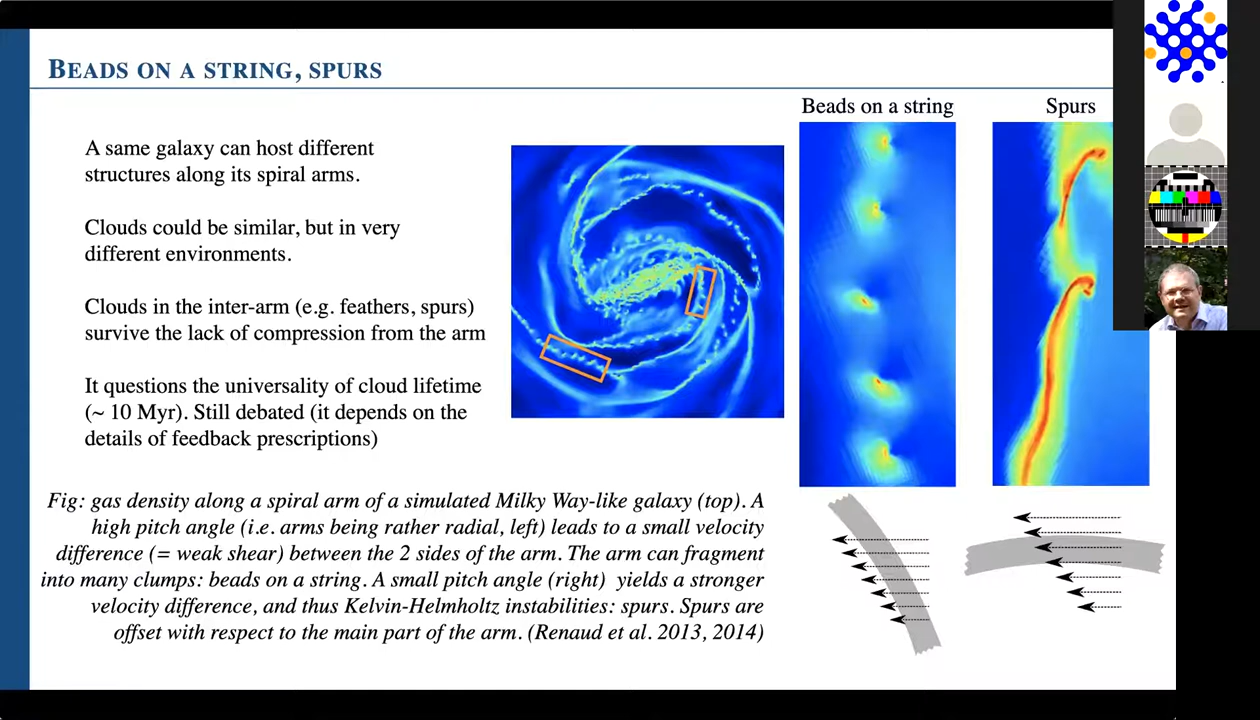 BEADS ON A STRING, SPURS
A same galaxy can host different
structures along its spiral arms.
Clouds could be similar, but in very
different environments.
Clouds in the inter-arm (e.g. feathers, spurs)
survive the lack of compression from the arm
It questions the universality of cloud lifetime
(~ 10 Myr). Still debated (it depends on the
details of feedback prescriptions)
Fig: gas density along a spiral arm of a simulated Milky Way-like galaxy (top). A
high pitch angle (i.e. arms being rather radial, left) leads to a small velocity
difference (= weak shear) between the 2 sides of the arm. The arm can fragment
into many clumps: beads on a string. A small pitch angle (right) yields a stronger
velocity difference, and thus Kelvin-Helmholtz instabilities: spurs. Spurs are
offset with respect to the main part of the arm. (Renaud et al. 2013, 2014)
Beads on a string
Spurs